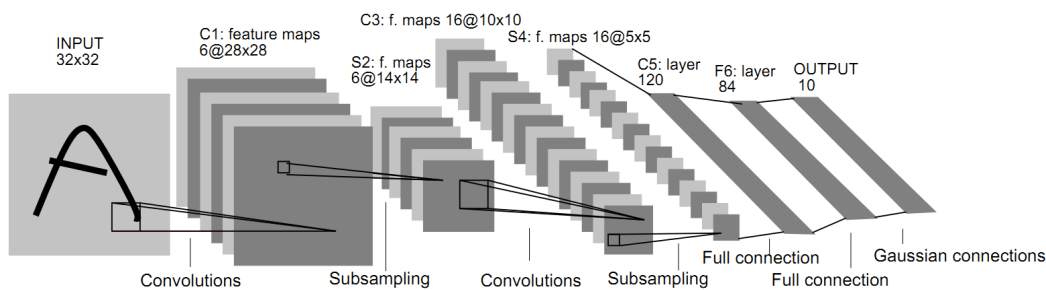 INPUT
32x32
C1: feature maps
6@28x28
S2: f. maps
6@14x14
C3: f. maps 16@10x10
S4: f. maps 16@5x5
C5: layer
120
F6: layer
84
OUTPUT
10
Convolutions
Subsampling
Convolutions
Subsampling
Full connection
Full connection
Gaussian connections